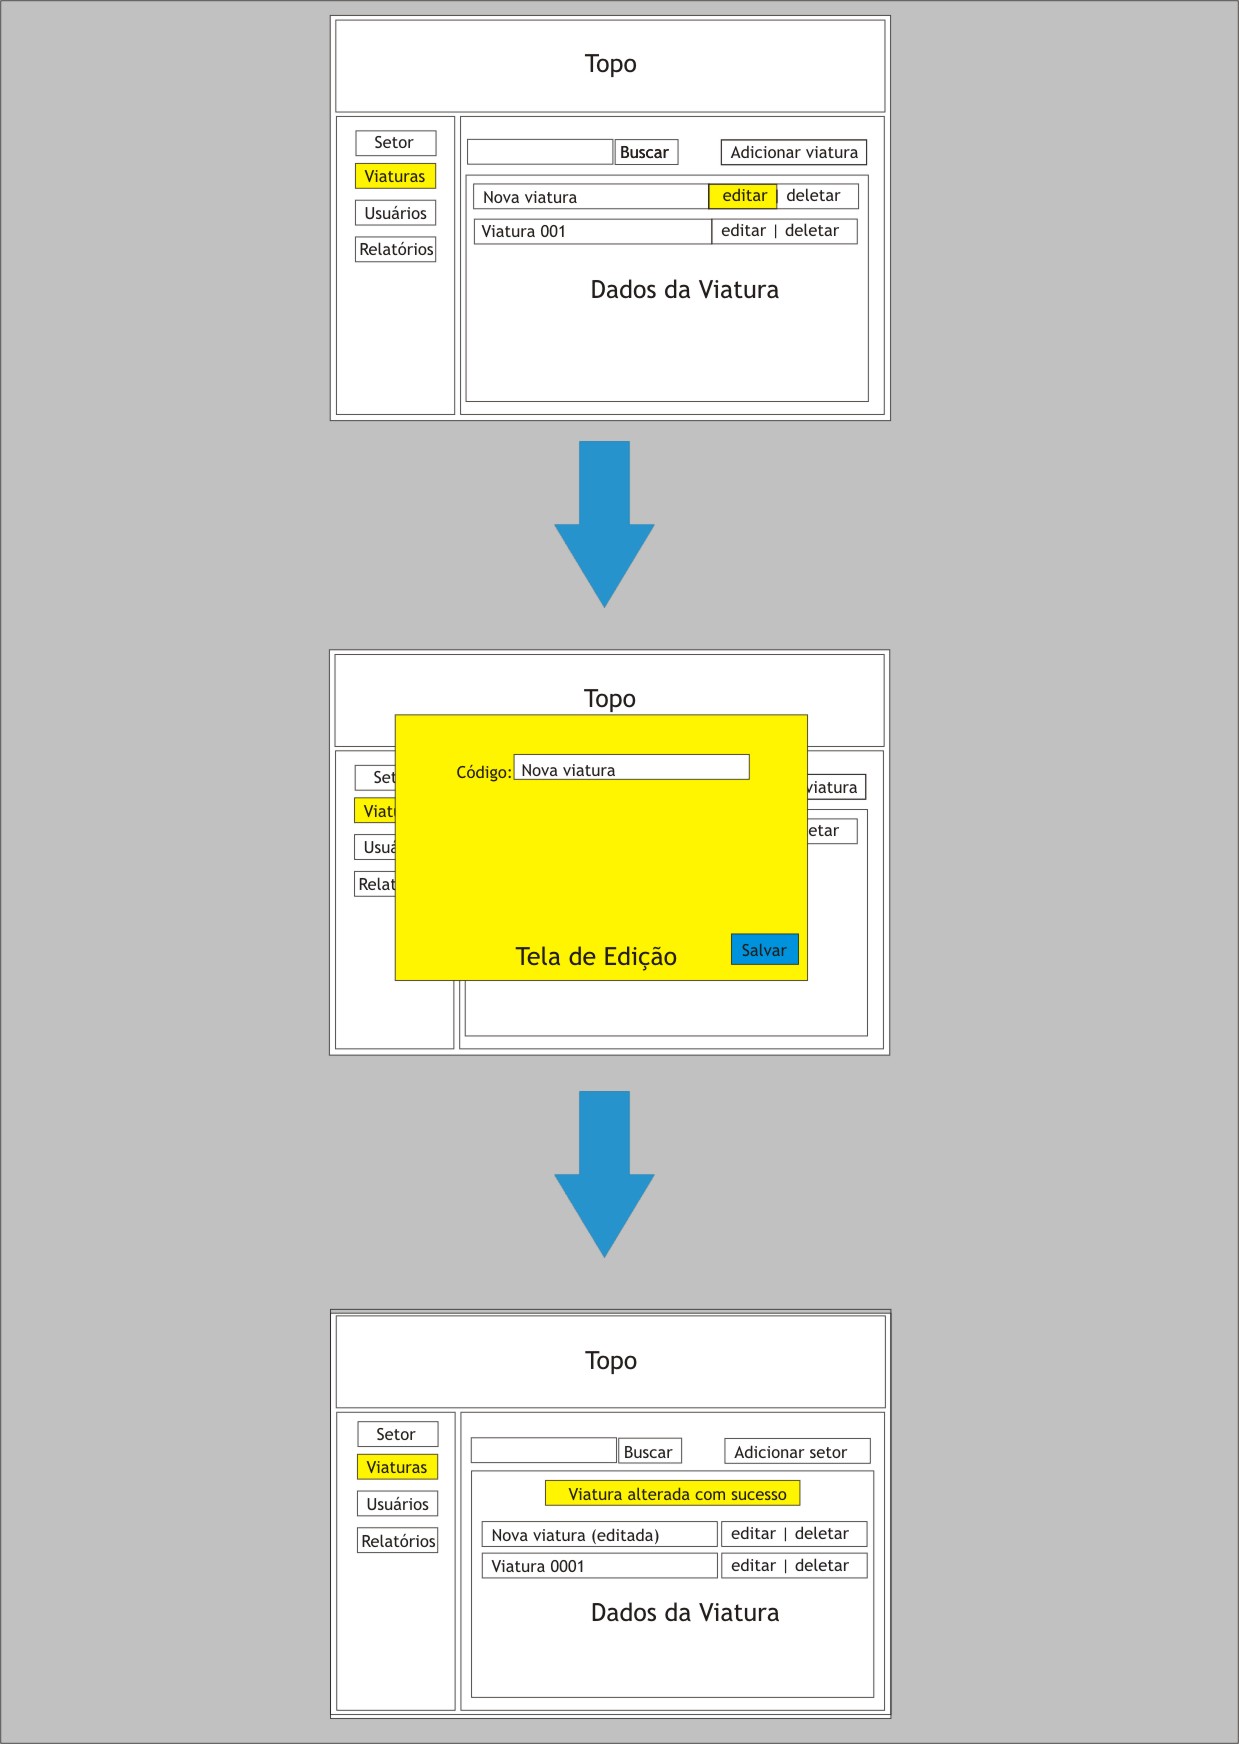 Topo
Setor
Viaturas
Usuários
Relatórios
Buscar
Adicionar viatura
Nova viatura
editar | deletar
Viatura 001
editar | deletar
Dados da Viatura
Topo
Set
Viatu
Usuá
Relat
viatura
etar
Código:
Nova viatura
Tela de Edição
Salvar
Topo
Setor
Viaturas
Usuários
Relatórios
Buscar
Adicionar setor
Viatura alterada com sucesso
Nova viatura (editada)
editar | deletar
Viatura 0001
editar | deletar
Dados da Viatura